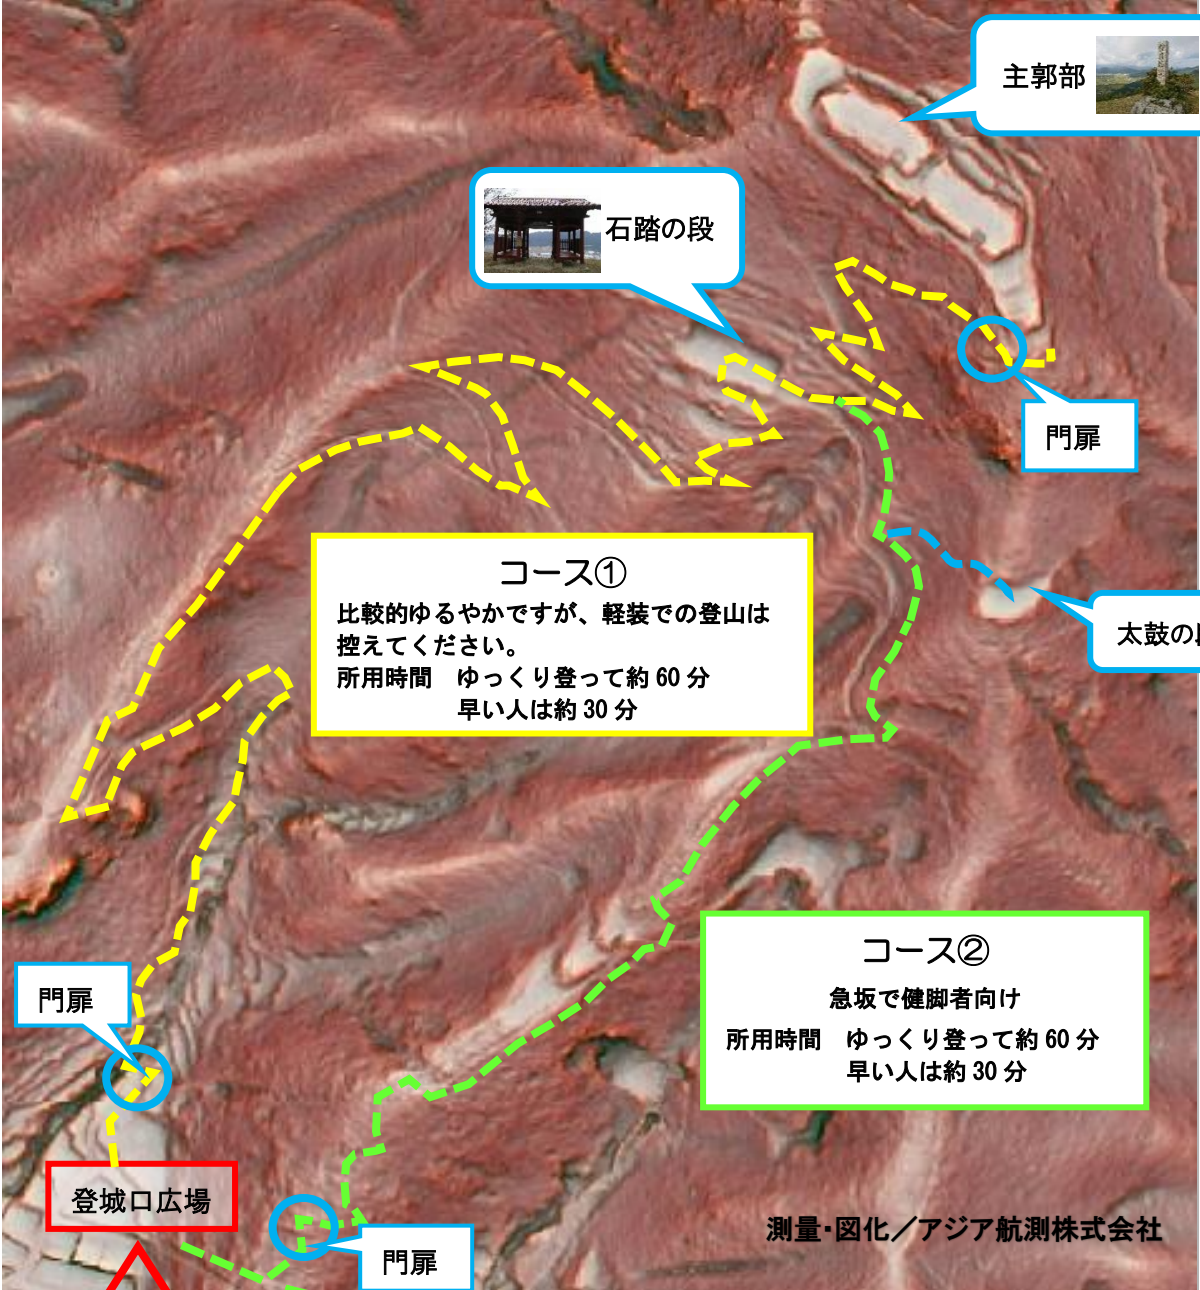 主郭部
石踏の段
門扉
コース①
比較的ゆるやかですが、軽装での登山は
控えてください。
所用時間　ゆっくり登って約 60 分
早い人は約 30 分
太鼓の
コース②
急坂で健脚者向け
所用時間　ゆっくり登って約 60 分
早い人は約 30 分
門扉
登城口広場
門扉
測量・図化／アジア航測株式会社